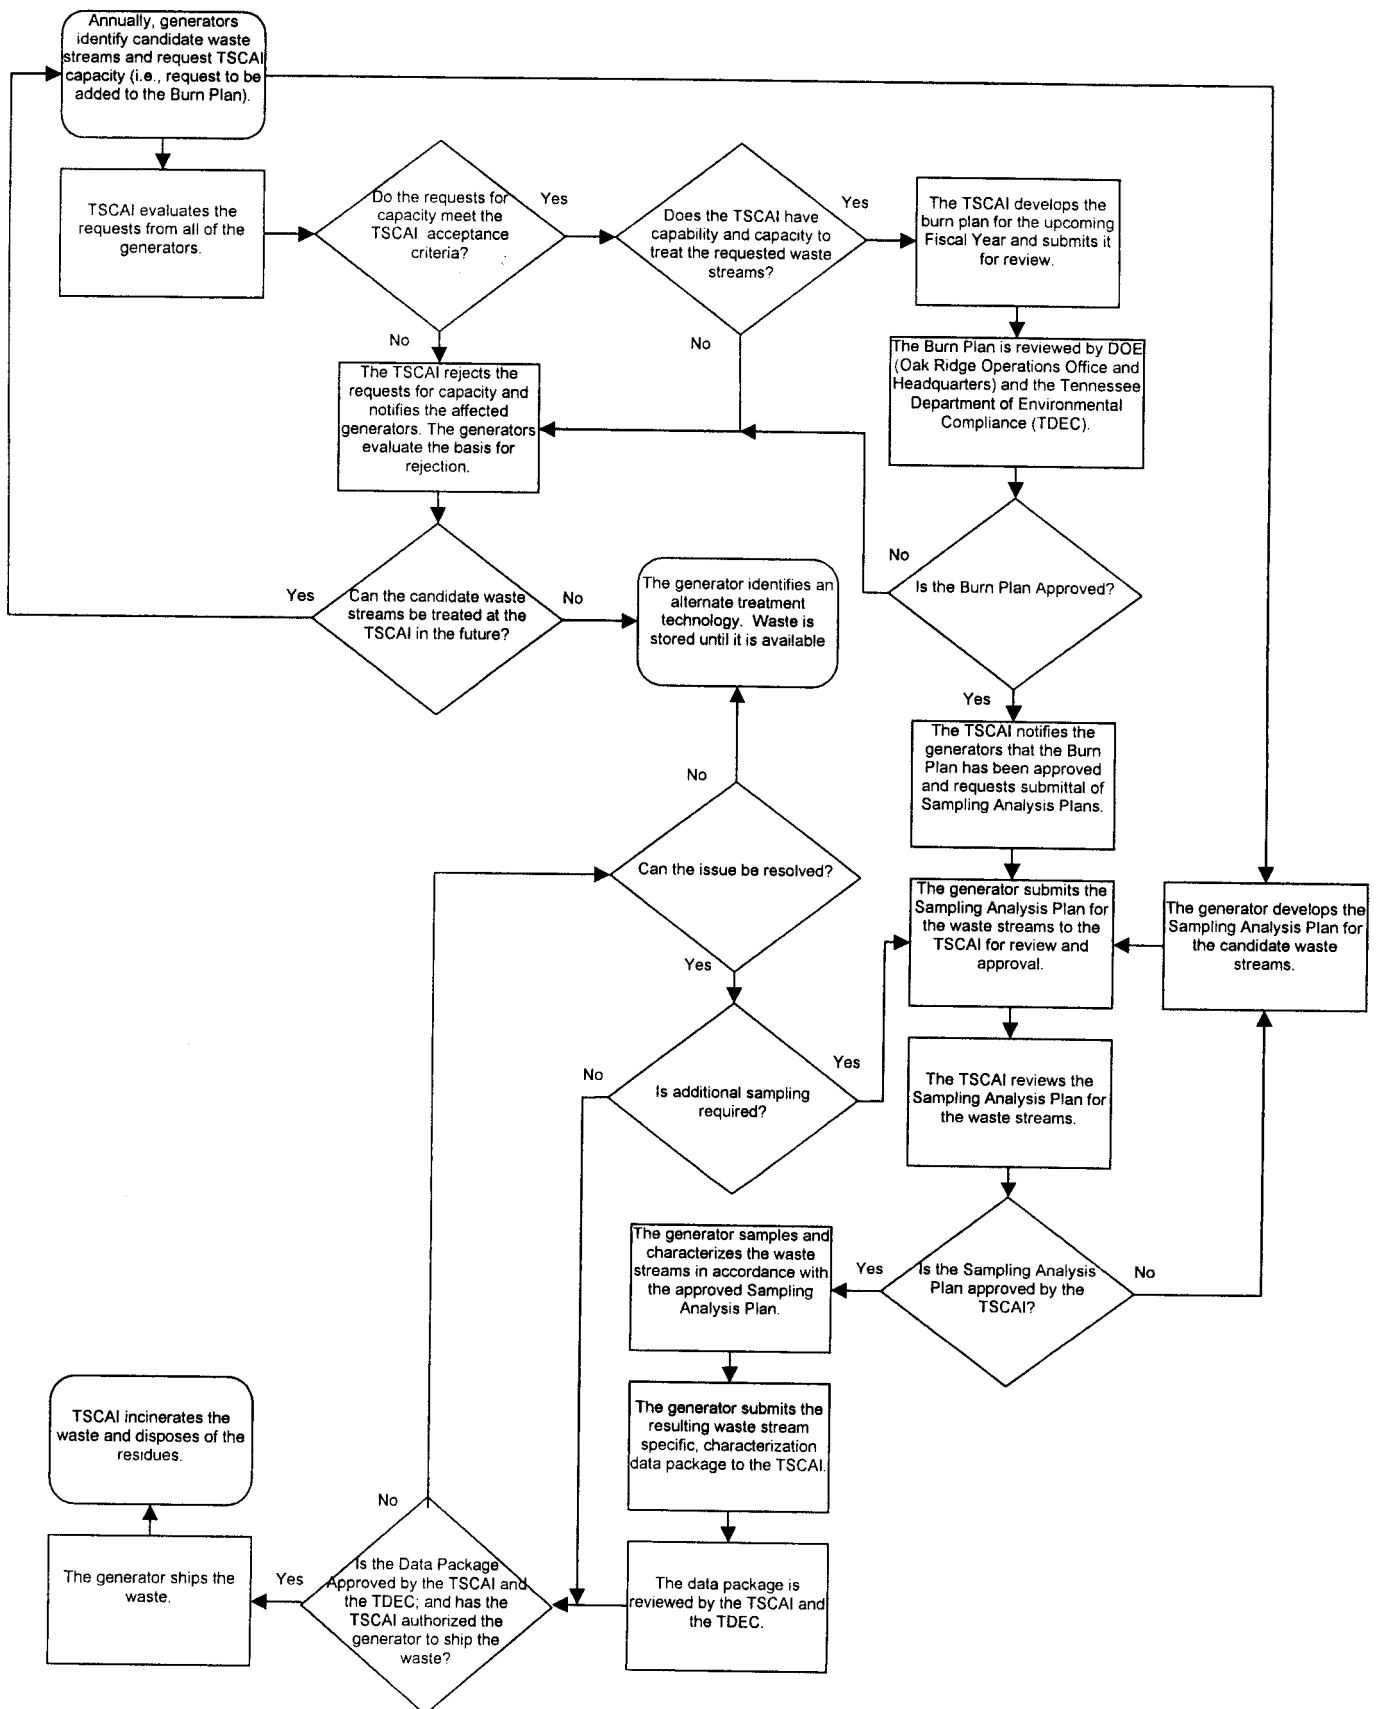 Annually, generators
identify candidate waste
streams and request TSCAI
capacity (i.e., request to be
added to the Burn Plan).
TSCAI evaluates the
requests from all of the
generators.
Do the requests for
capacity meet the
TSCAI acceptance
criteria?
Yes
No
Does the TSCAI have
capability and capacity to
treat the requested waste
streams?
Yes
No
The TSCAI develops the
burn plan for the upcoming
Fiscal Year and submits it
for review.
The Burn Plan is reviewed by DOE
(Oak Ridge Operations Office and
Headquarters) and the Tennessee
Department of Environmental
Compliance (TDEC).
The TSCAI rejects the
requests for capacity and
notifies the affected
generators. The generators
evaluate the basis for
rejection.
Is the Burn Plan Approved?
No
Yes
Can the candidate waste
streams be treated at the
TSCAI in the future?
Yes
No
The generator identifies an
alternate treatment
technology. Waste is
stored until it is available
The TSCAI notifies the
generators that the Burn
Plan has been approved
and requests submittal of
Sampling Analysis Plans.
No
Can the issue be resolved?
Yes
The generator submits the
Sampling Analysis Plan for
the waste streams to the
TSCAI for review and
approval.
The generator develops the
Sampling Analysis Plan for
the candidate waste
streams.
Is additional sampling
required?
No
Yes
The TSCAI reviews the
Sampling Analysis Plan for
the waste streams.
Is the Sampling Analysis
Plan approved by the
TSCAI?
Yes
No
The generator samples and
characterizes the waste
streams in accordance with
the approved Sampling
Analysis Plan.
The generator submits the
resulting waste stream
specific, characterization
data package to the TSCAI.
The data package is
reviewed by the TSCAI and
the TDEC.
No
Is the Data Package
Approved by the TSCAI and
the TDEC; and has the
TSCAI authorized the
generator to ship the
waste?
Yes
The generator ships the
waste.
TSCAI incinerates the
waste and disposes of the
residues.